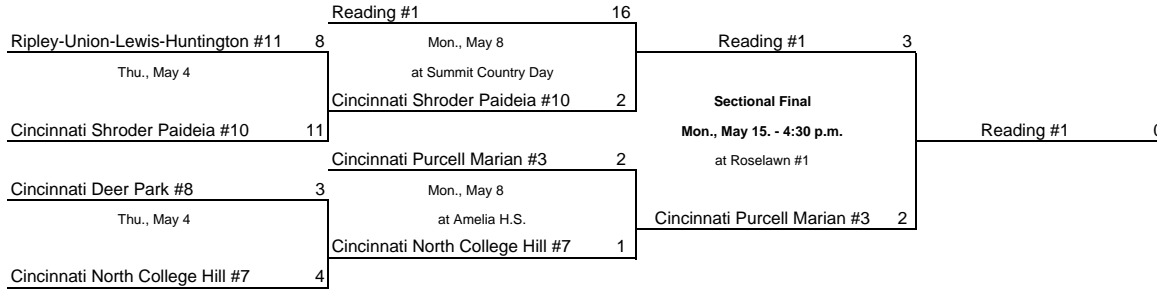 Reading #1 16
Ripley-Union-Lewis-Huntington #11 8
Mon., May 8
Reading #1 3
Thu., May 4
at Summit Country Day
Cincinnati Shroder Paideia #10 2
Sectional Final
Cincinnati Shroder Paideia #10 11
Mon., May 15. - 4:30 p.m.
Reading #1
Cincinnati Purcell Marian #3 2
at Roselawn #1
Cincinnati Deer Park #8 3
Mon., May 8
Thu., May 4
at Amelia H.S.
Cincinnati Purcell Marian #3 2
Cincinnati North College Hill #7 1
Cincinnati North College Hill #7 4